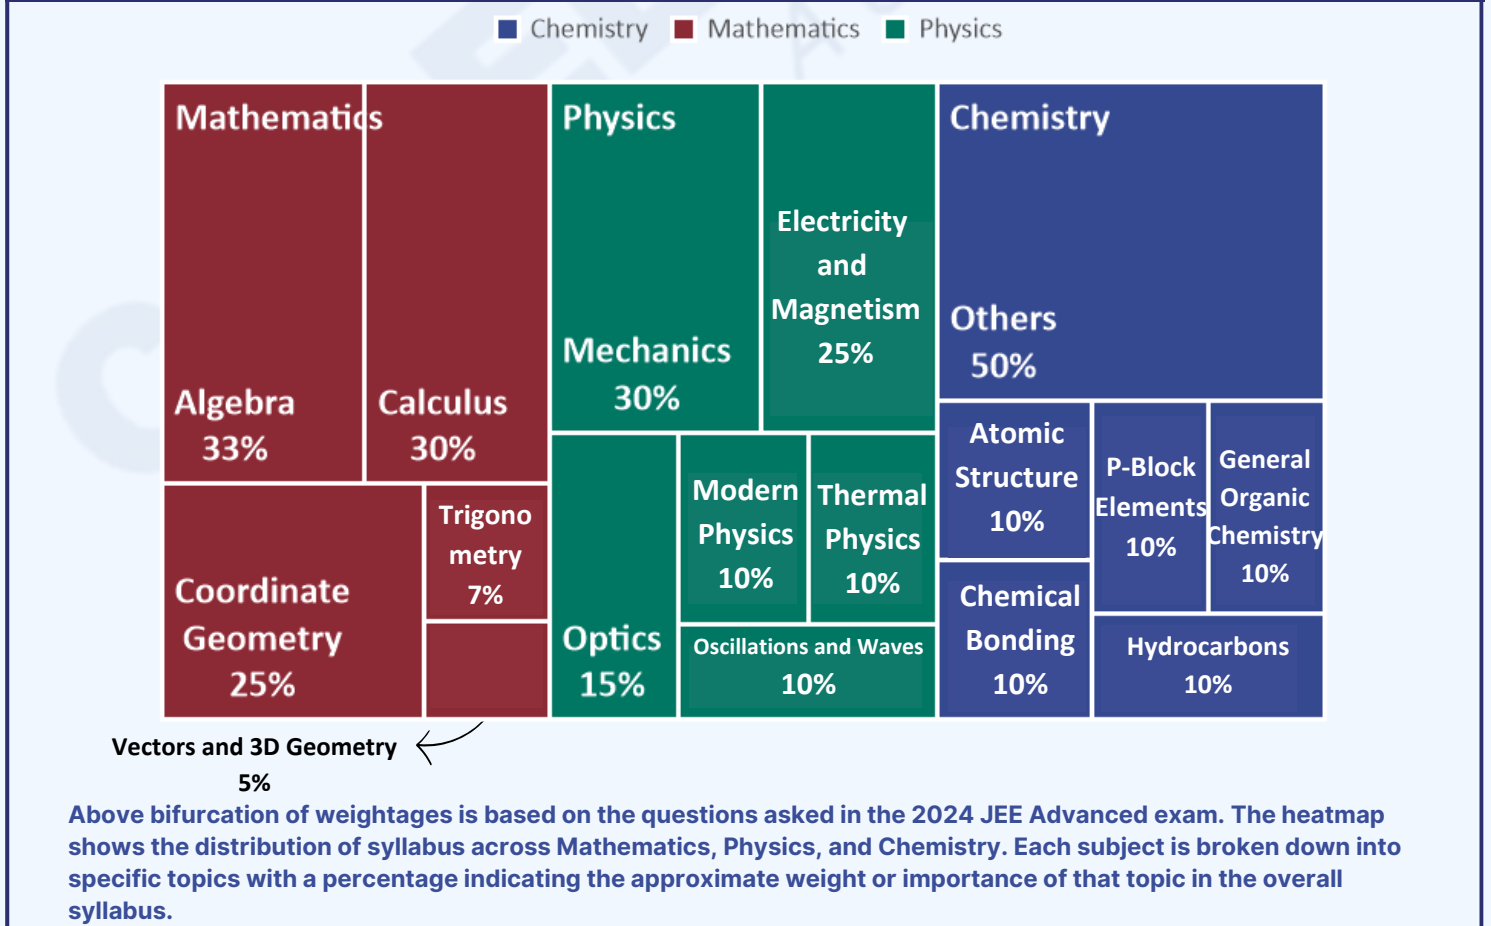 Chemistry Mathematics Physics
Mathematics
Algebra
33%
Calculus
30%
Coordinate
Geometry
25%
Trigono
metry
7%
Vectors and 3D Geometry
5%
Physics
Mechanics
30%
Electricity
and
Magnetism
25%
Optics
15%
Modern
Physics
10%
Thermal
Physics
10%
Oscillations and Waves
10%
Chemistry
Others
50%
Atomic
Structure
10%
P-Block
Elements
10%
General
Organic
Chemistry
10%
Chemical
Bonding
10%
Hydrocarbons
10%
Above bifurcation of weightages is based on the questions asked in the 2024 JEE Advanced exam. The heatmap
shows the distribution of syllabus across Mathematics, Physics, and Chemistry. Each subject is broken down into
specific topics with a percentage indicating the approximate weight or importance of that topic in the overall
syllabus.